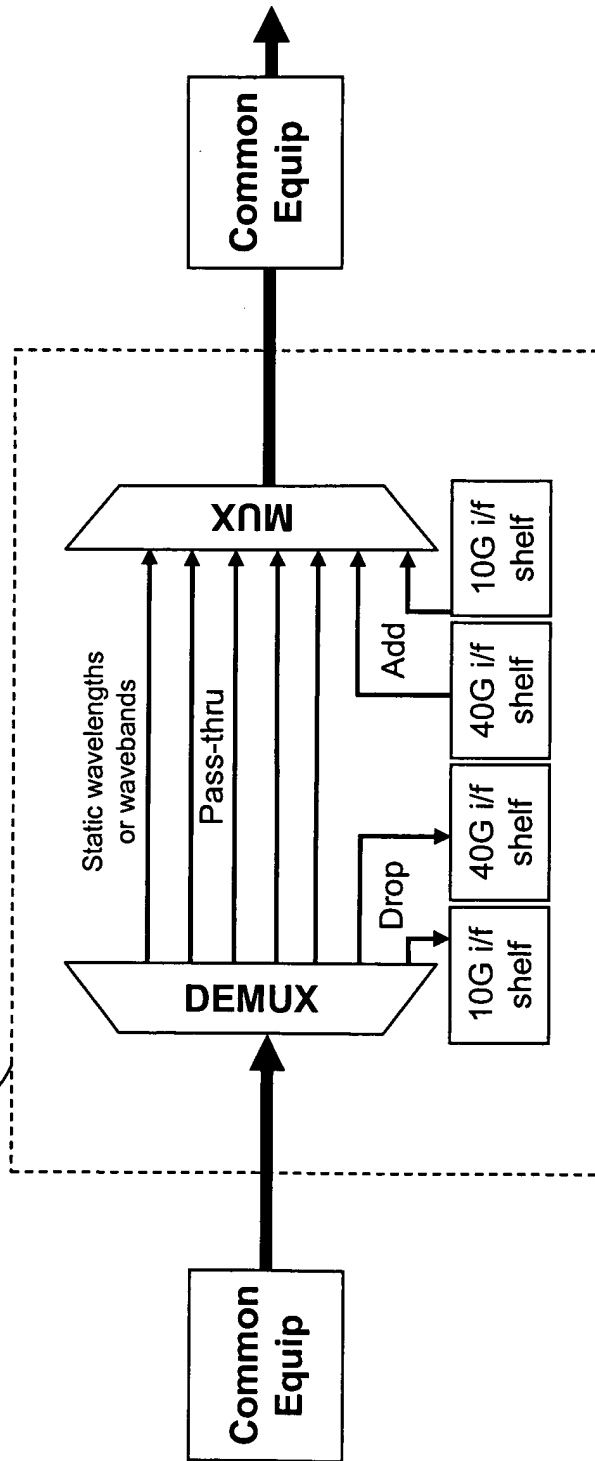 Common
Equip
DEMUX
Static wavelengths
or wavebands
Pass-thru
Drop
Add
10G i/f
shelf
40G i/f
shelf
40G i/f
shelf
10G i/f
shelf
MUX
Common
Equip